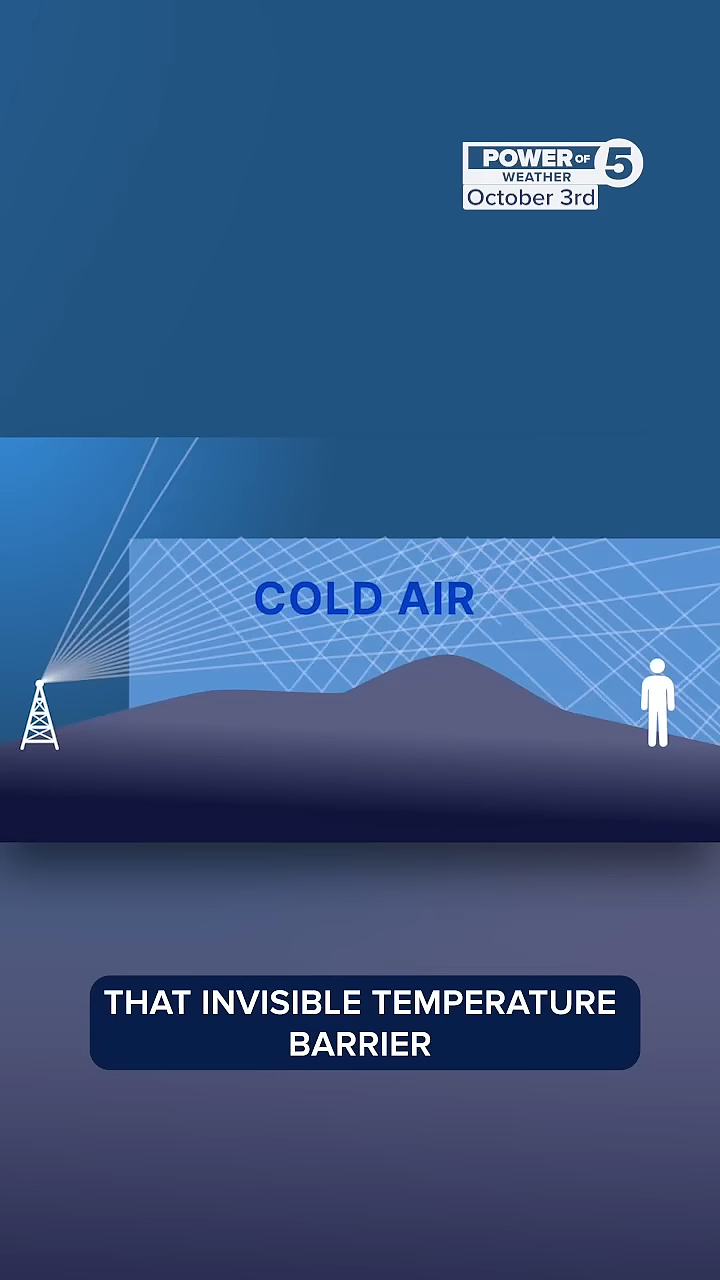 POWER OF 5
WEATHER
October 3rd
COLD AIR
THAT INVISIBLE TEMPERATURE
BARRIER